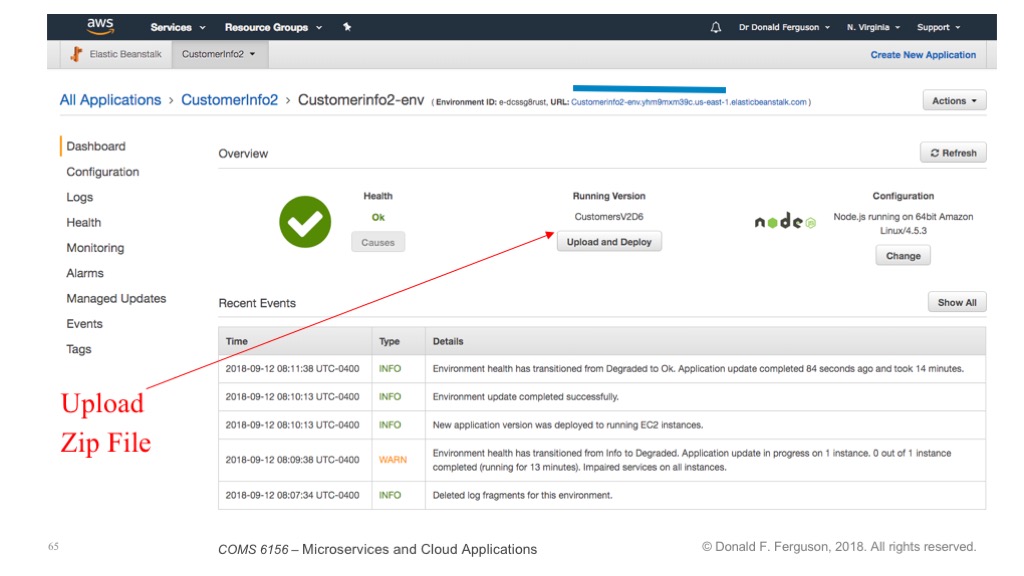 aws Services Resource Groups Dr Donald Ferguson N. Virginia Support
Elastic Beanstalk CustomerInfo2 Create New Application
All Applications > CustomerInfo2 > Customerinfo2-env ( Environment ID: e-dcssg8rust, URL: Customerinfo2-env.yhm9mxm39c.us-east-1.elasticbeanstalk.com ) Actions
Dashboard
Configuration
Logs
Health
Monitoring
Alarms
Managed Updates
Events
Tags
Overview Refresh
Health
Ok
Causes
Running Version
CustomersV2D6
Upload and Deploy
node
Configuration
Node.js running on 64bit Amazon
Linux/4.5.3
Change
Recent Events Show All
Time Type Details
2018-09-12 08:11:38 UTC-0400 INFO Environment health has transitioned from Degraded to Ok. Application update completed 84 seconds ago and took 14 minutes.
2018-09-12 08:10:13 UTC-0400 INFO Environment update completed successfully.
2018-09-12 08:10:13 UTC-0400 INFO New application version was deployed to running EC2 instances.
2018-09-12 08:09:38 UTC-0400 WARN Environment health has transitioned from Info to Degraded. Application update in progress on 1 instance. 0 out of 1 instance
completed (running for 13 minutes). Impaired services on all instances.
2018-09-12 08:07:34 UTC-0400 INFO Deleted log fragments for this environment.
Upload
Zip File
65 COMS 6156 – Microservices and Cloud Applications © Donald F. Ferguson, 2018. All rights reserved.